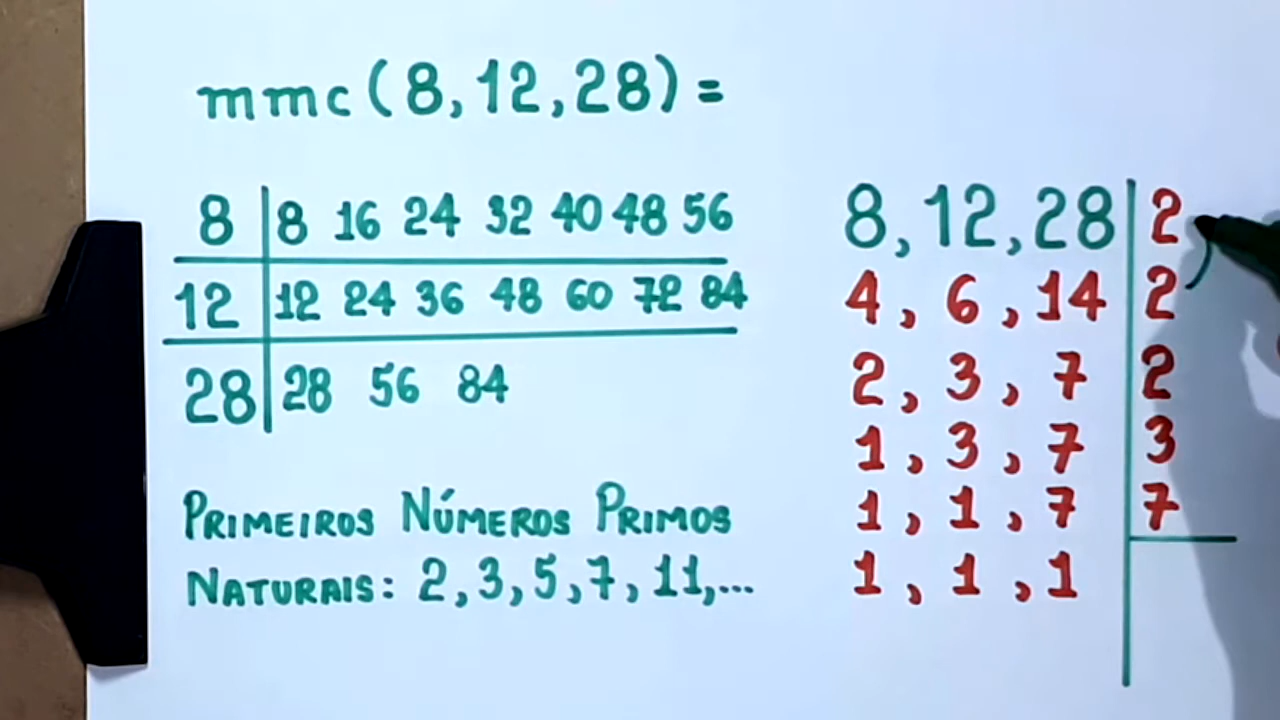 mmc(8,12,28)=
8 8 16 24 32 40 48 56
12 12 24 36 48 60 72 84
28 28 56 84
PRIMEIROS NÚMEROS PRIMOS
NATURAIS: 2,3,5,7,11,...
8,12,28 2
4,6,14 2
2,3,7 2
1,3,7 3
1,1,7 7
1,1,1